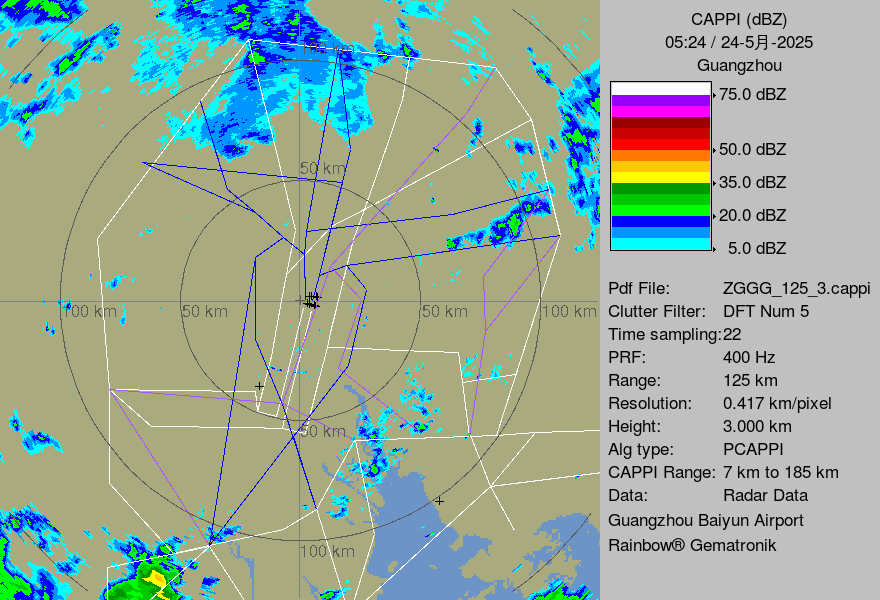 CAPPI (dBZ)
05:24 / 24-5月-2025
Guangzhou
75.0 dBZ
50.0 dBZ
35.0 dBZ
20.0 dBZ
5.0 dBZ
Pdf File: ZGGG_125_3.cappi
Clutter Filter: DFT Num 5
Time sampling:22
PRF: 400 Hz
Range: 125 km
Resolution: 0.417 km/pixel
Height: 3.000 km
Alg type: PCAPPI
CAPPI Range: 7 km to 185 km
Data: Radar Data
Guangzhou Baiyun Airport
Rainbow® Gematronik
100 km
50 km
100 km
50 km
50 km
100 km
50 km
100 km